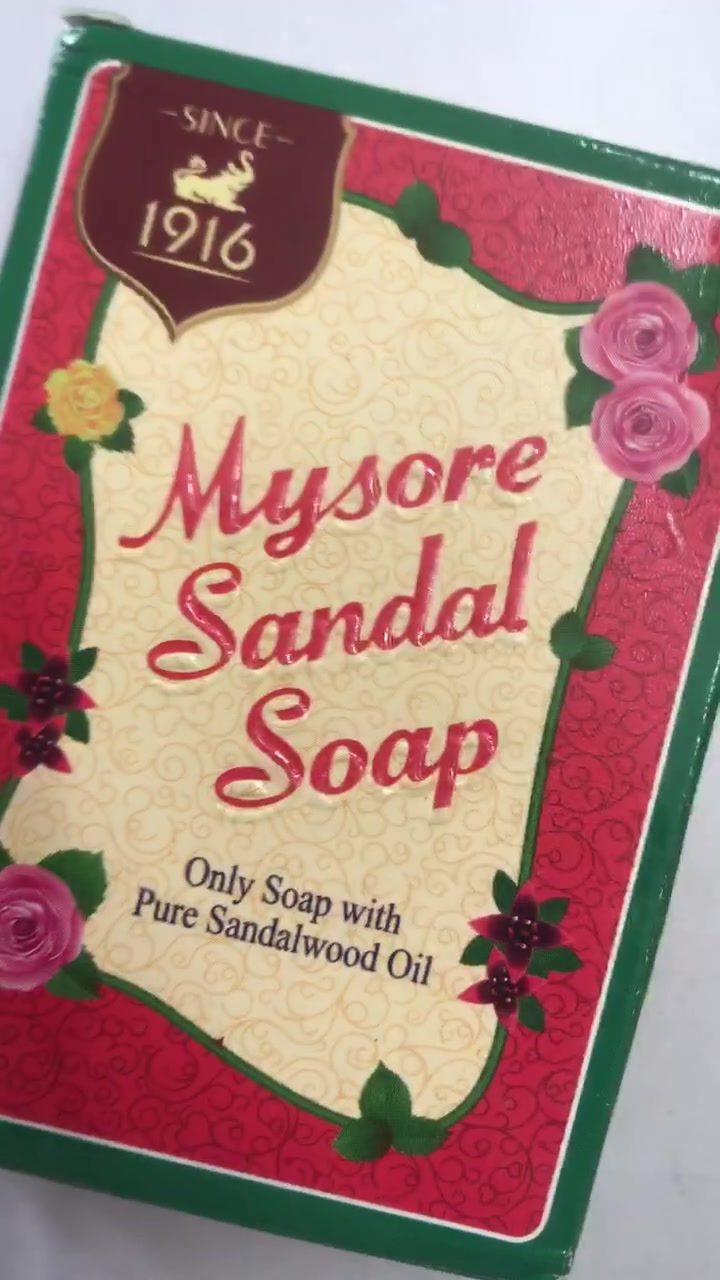 -SINCE-
1916
Mysore
Sandal
Soap
Only Soap with
Pure Sandalwood Oil